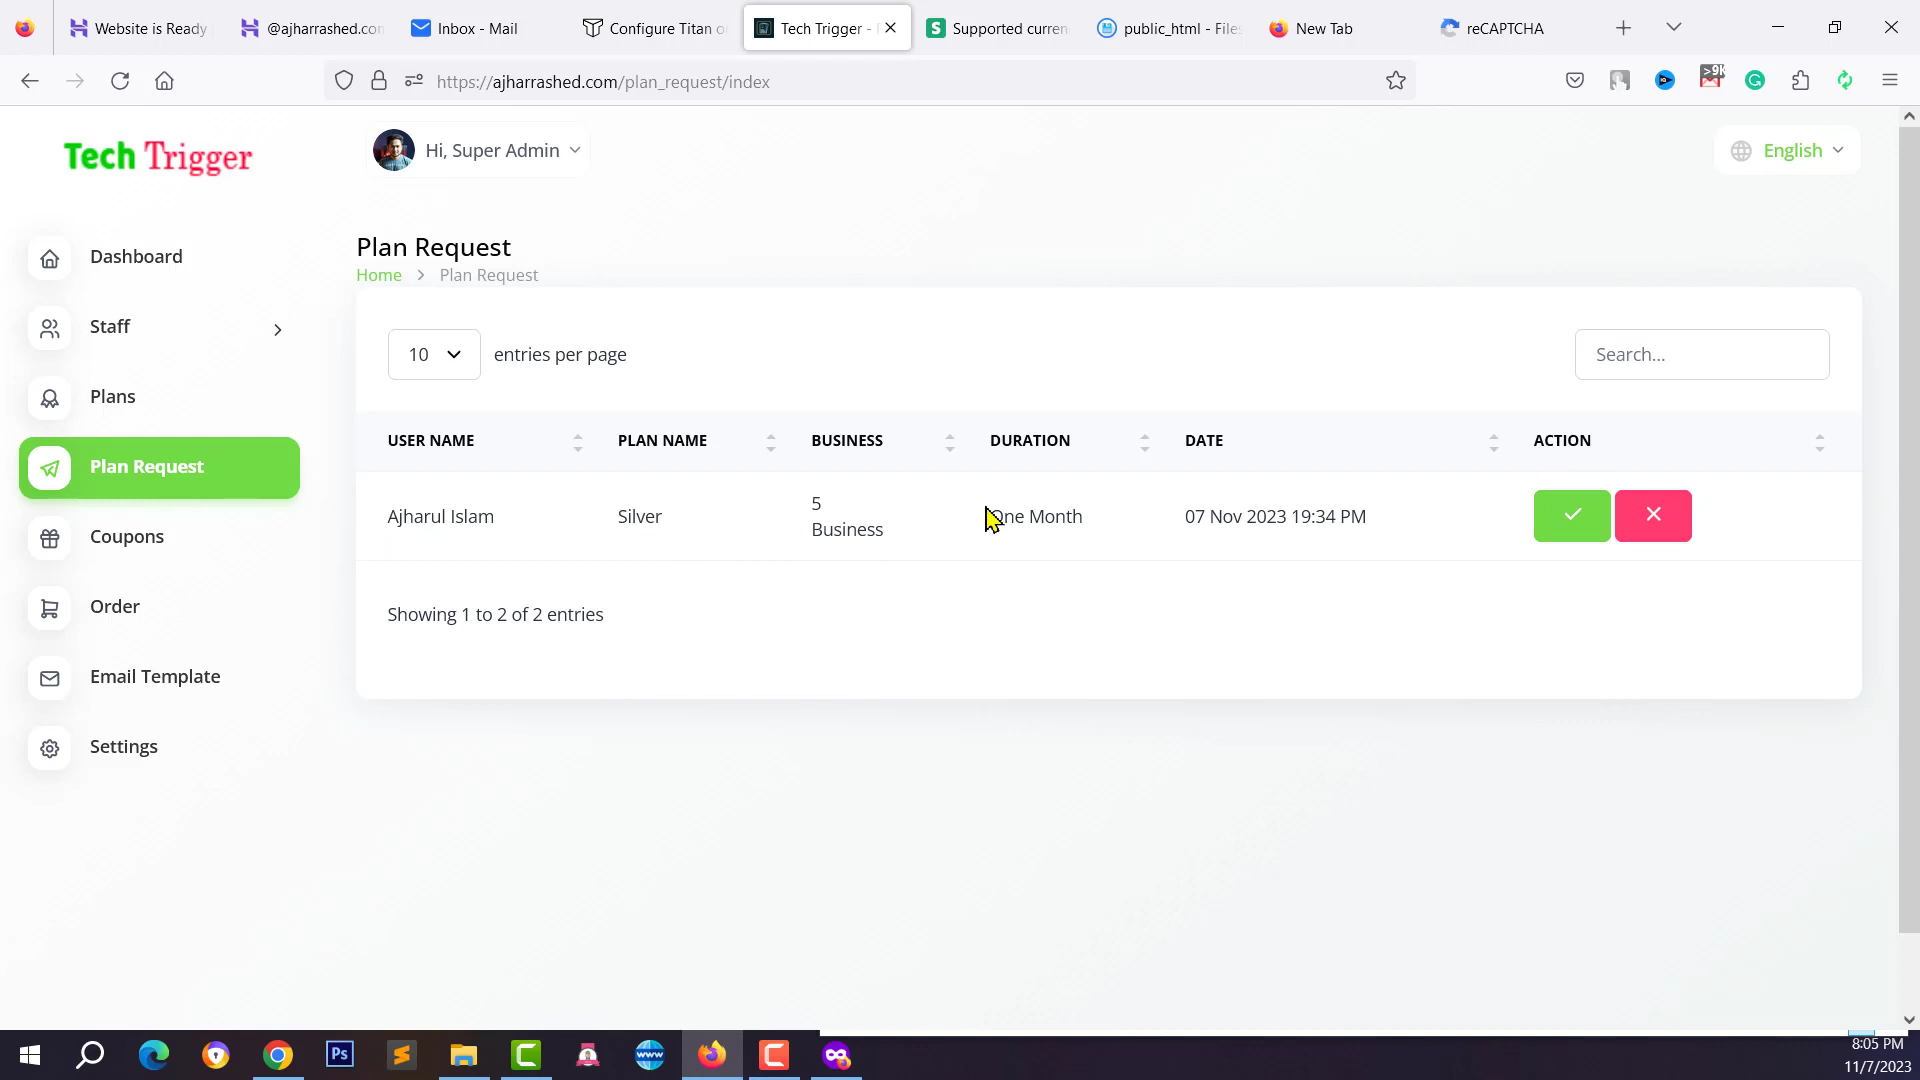 Website is Ready
@ajharrashed.con
Inbox - Mail
Configure Titan o
Tech Trigger -
Supported curren
public_html - File
New Tab
reCAPTCHA
https://ajharrashed.com/plan_request/index
>9K
Tech Trigger
Hi, Super Admin
English
Dashboard
Staff
Plans
Plan Request
Coupons
Order
Email Template
Settings
Plan Request
Home > Plan Request
10 entries per page
Search...
USER NAME PLAN NAME BUSINESS DURATION DATE ACTION
Ajharul Islam Silver 5 Business One Month 07 Nov 2023 19:34 PM
Showing 1 to 2 of 2 entries
Ps
www
8:05 PM
11/7/2023